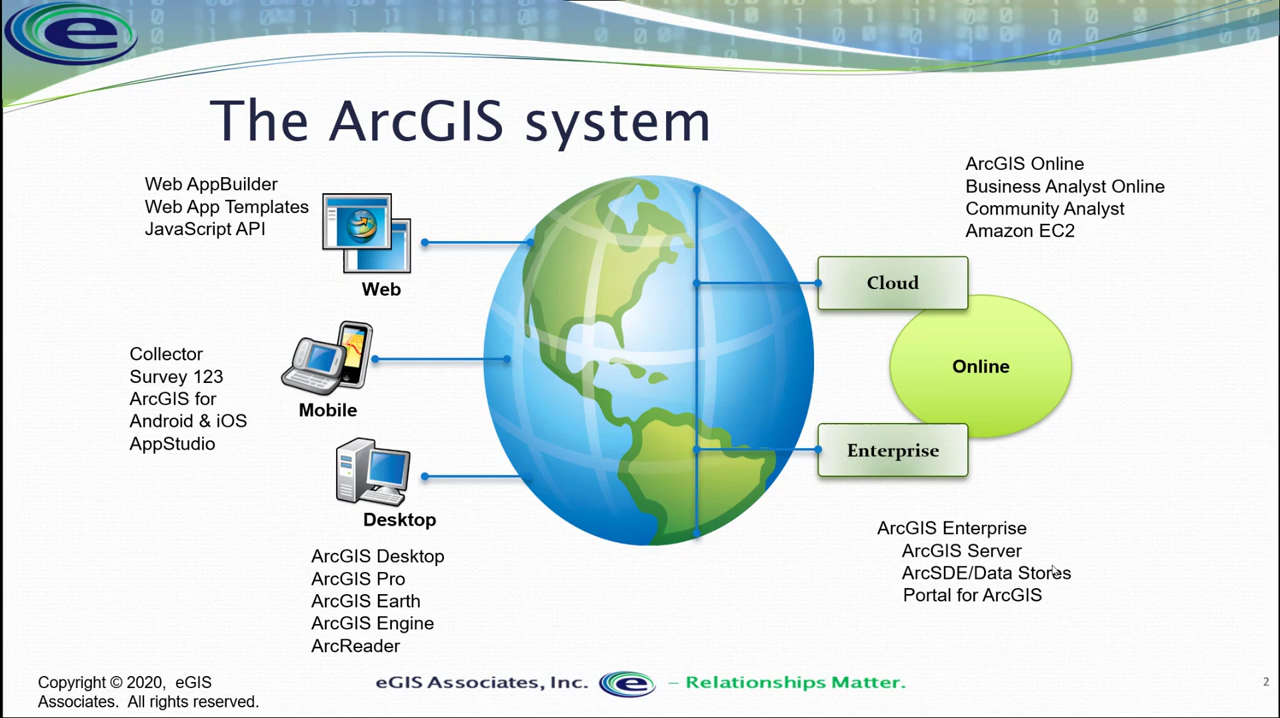 The ArcGIS system
Web AppBuilder
Web App Templates
JavaScript API
Web
Collector
Survey 123
ArcGIS for
Android & iOS
AppStudio
Mobile
Desktop
ArcGIS Desktop
ArcGIS Pro
ArcGIS Earth
ArcGIS Engine
ArcReader
ArcGIS Online
Business Analyst Online
Community Analyst
Amazon EC2
Cloud
Online
Enterprise
ArcGIS Enterprise
ArcGIS Server
ArcSDE/Data Stores
Portal for ArcGIS
Copyright © 2020, eGIS
Associates. All rights reserved.
eGIS Associates, Inc. e – Relationships Matter.
2